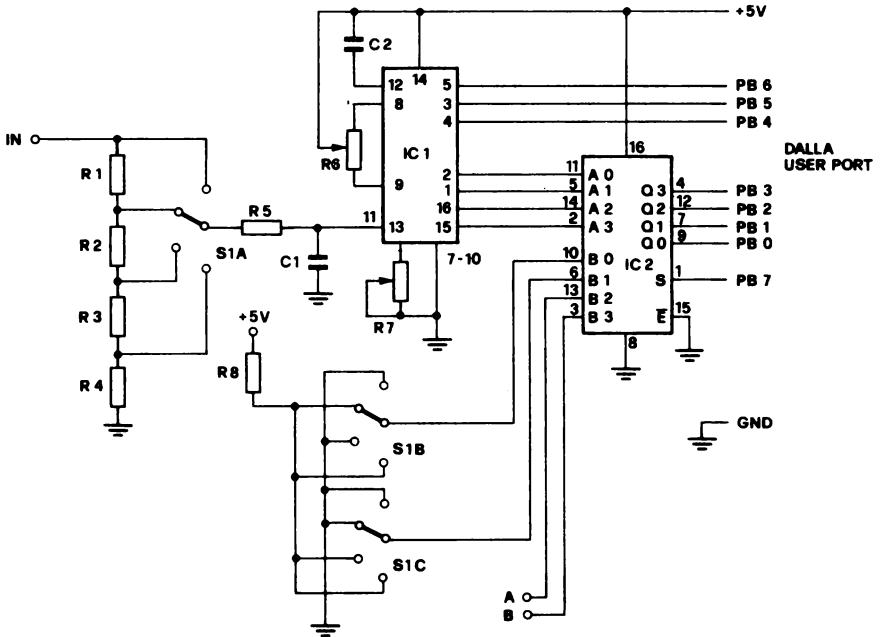 +5V
C2
14
12
5
PB 6
8
3
PB 5
4
PB 4
IN
R6
IC 1
16
DALLA
USER PORT
R1
9
2
11
A 0
1
5
A 1
Q 3
4
PB 3
R5
11
16
14
A 2
Q 2
12
PB 2
13
15
2
A 3
Q 1
7
PB 1
R2
S1A
C1
7-10
10
B 0
Q 0
9
PB 0
IC 2
6
B 1
S
1
PB 7
R3
+5V
R7
13
B 2
3
B 3
E̅
15
8
R4
R8
GND
S1B
S1C
A
B